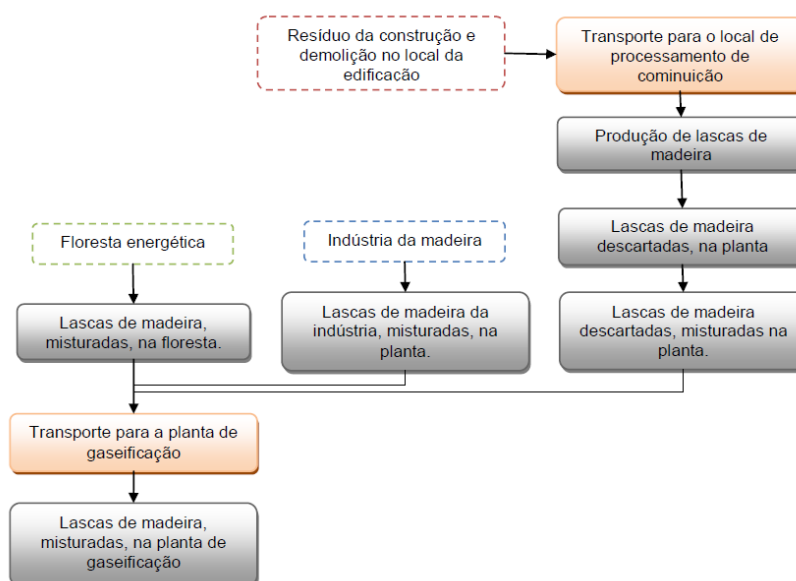 Resíduo da construção e
demolição no local da
edificação
Transporte para o local de
processamento de
cominuição
Produção de lascas de
madeira
Lascas de madeira
descartadas, na planta
Floresta energética
Indústria da madeira
Lascas de madeira,
misturadas, na floresta.
Lascas de madeira da
indústria, misturadas, na
planta.
Lascas de madeira
descartadas, misturadas na
planta.
Transporte para a planta de
gaseificação
Lascas de madeira,
misturadas, na planta de
gaseificação